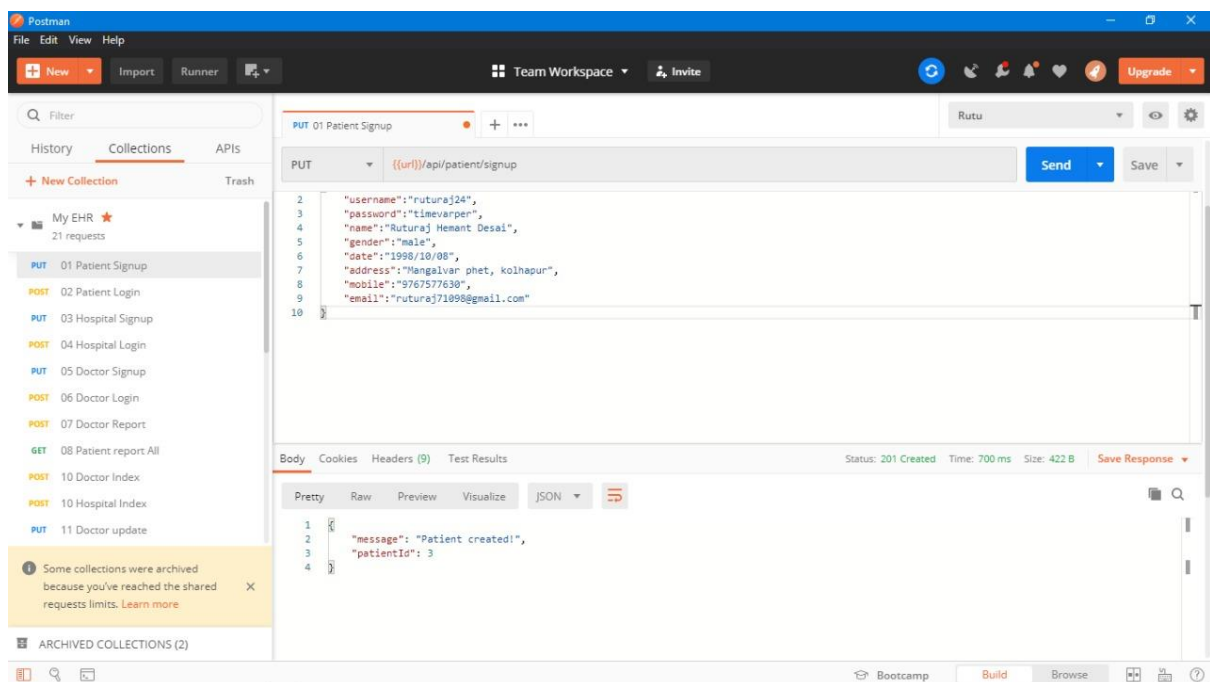 Postman
File Edit View Help
New Import Runner Team Workspace Invite Upgrade
Filter
History Collections APIs
+ New Collection Trash
My EHR
21 requests
PUT 01 Patient Signup
POST 02 Patient Login
PUT 03 Hospital Signup
POST 04 Hospital Login
PUT 05 Doctor Signup
POST 06 Doctor Login
POST 07 Doctor Report
GET 08 Patient report All
POST 10 Doctor Index
POST 10 Hospital Index
PUT 11 Doctor update
Some collections were archived
because you've reached the shared
requests limits. Learn more
ARCHIVED COLLECTIONS (2)
PUT 01 Patient Signup + ••• Rutu
PUT {{url}}/api/patient/signup Send Save
2 "username":"ruturaj24",
3 "password":"timevarper",
4 "name":"Ruturaj Hemant Desai",
5 "gender":"male",
6 "date":"1998/10/08",
7 "address":"Mangalvar phet, kolhapur",
8 "mobile":"9767577630",
9 "email":"ruturaj71098@gmail.com"
10 }
Body Cookies Headers (9) Test Results Status: 201 Created Time: 700 ms Size: 422 B Save Response
Pretty Raw Preview Visualize JSON
1 {
2 "message": "Patient created!",
3 "patientId": 3
4 }
Bootcamp Build Browse